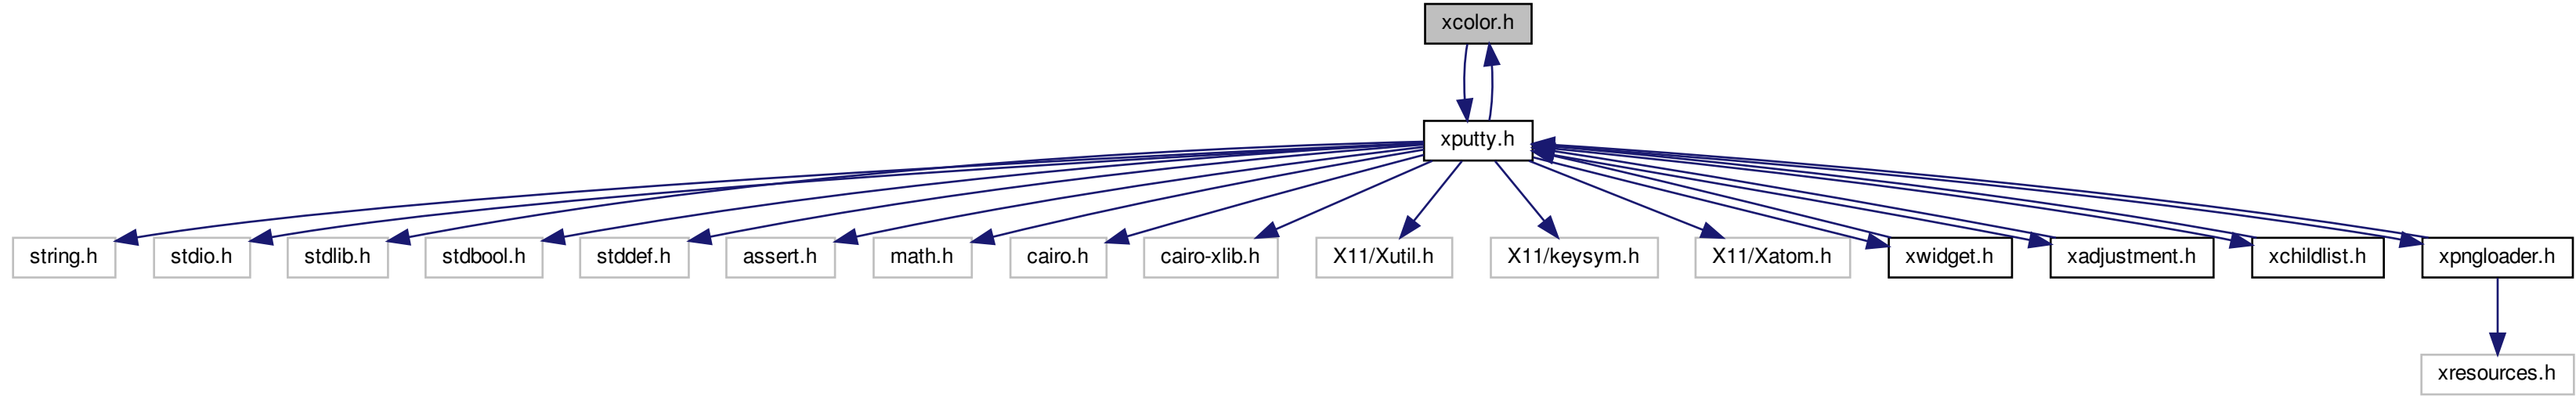 xcolor.h
xputty.h
string.h
stdio.h
stdlib.h
stdbool.h
stddef.h
assert.h
math.h
cairo.h
cairo-xlib.h
X11/Xutil.h
X11/keysym.h
X11/Xatom.h
xwidget.h
xadjustment.h
xchildlist.h
xpngloader.h
xresources.h